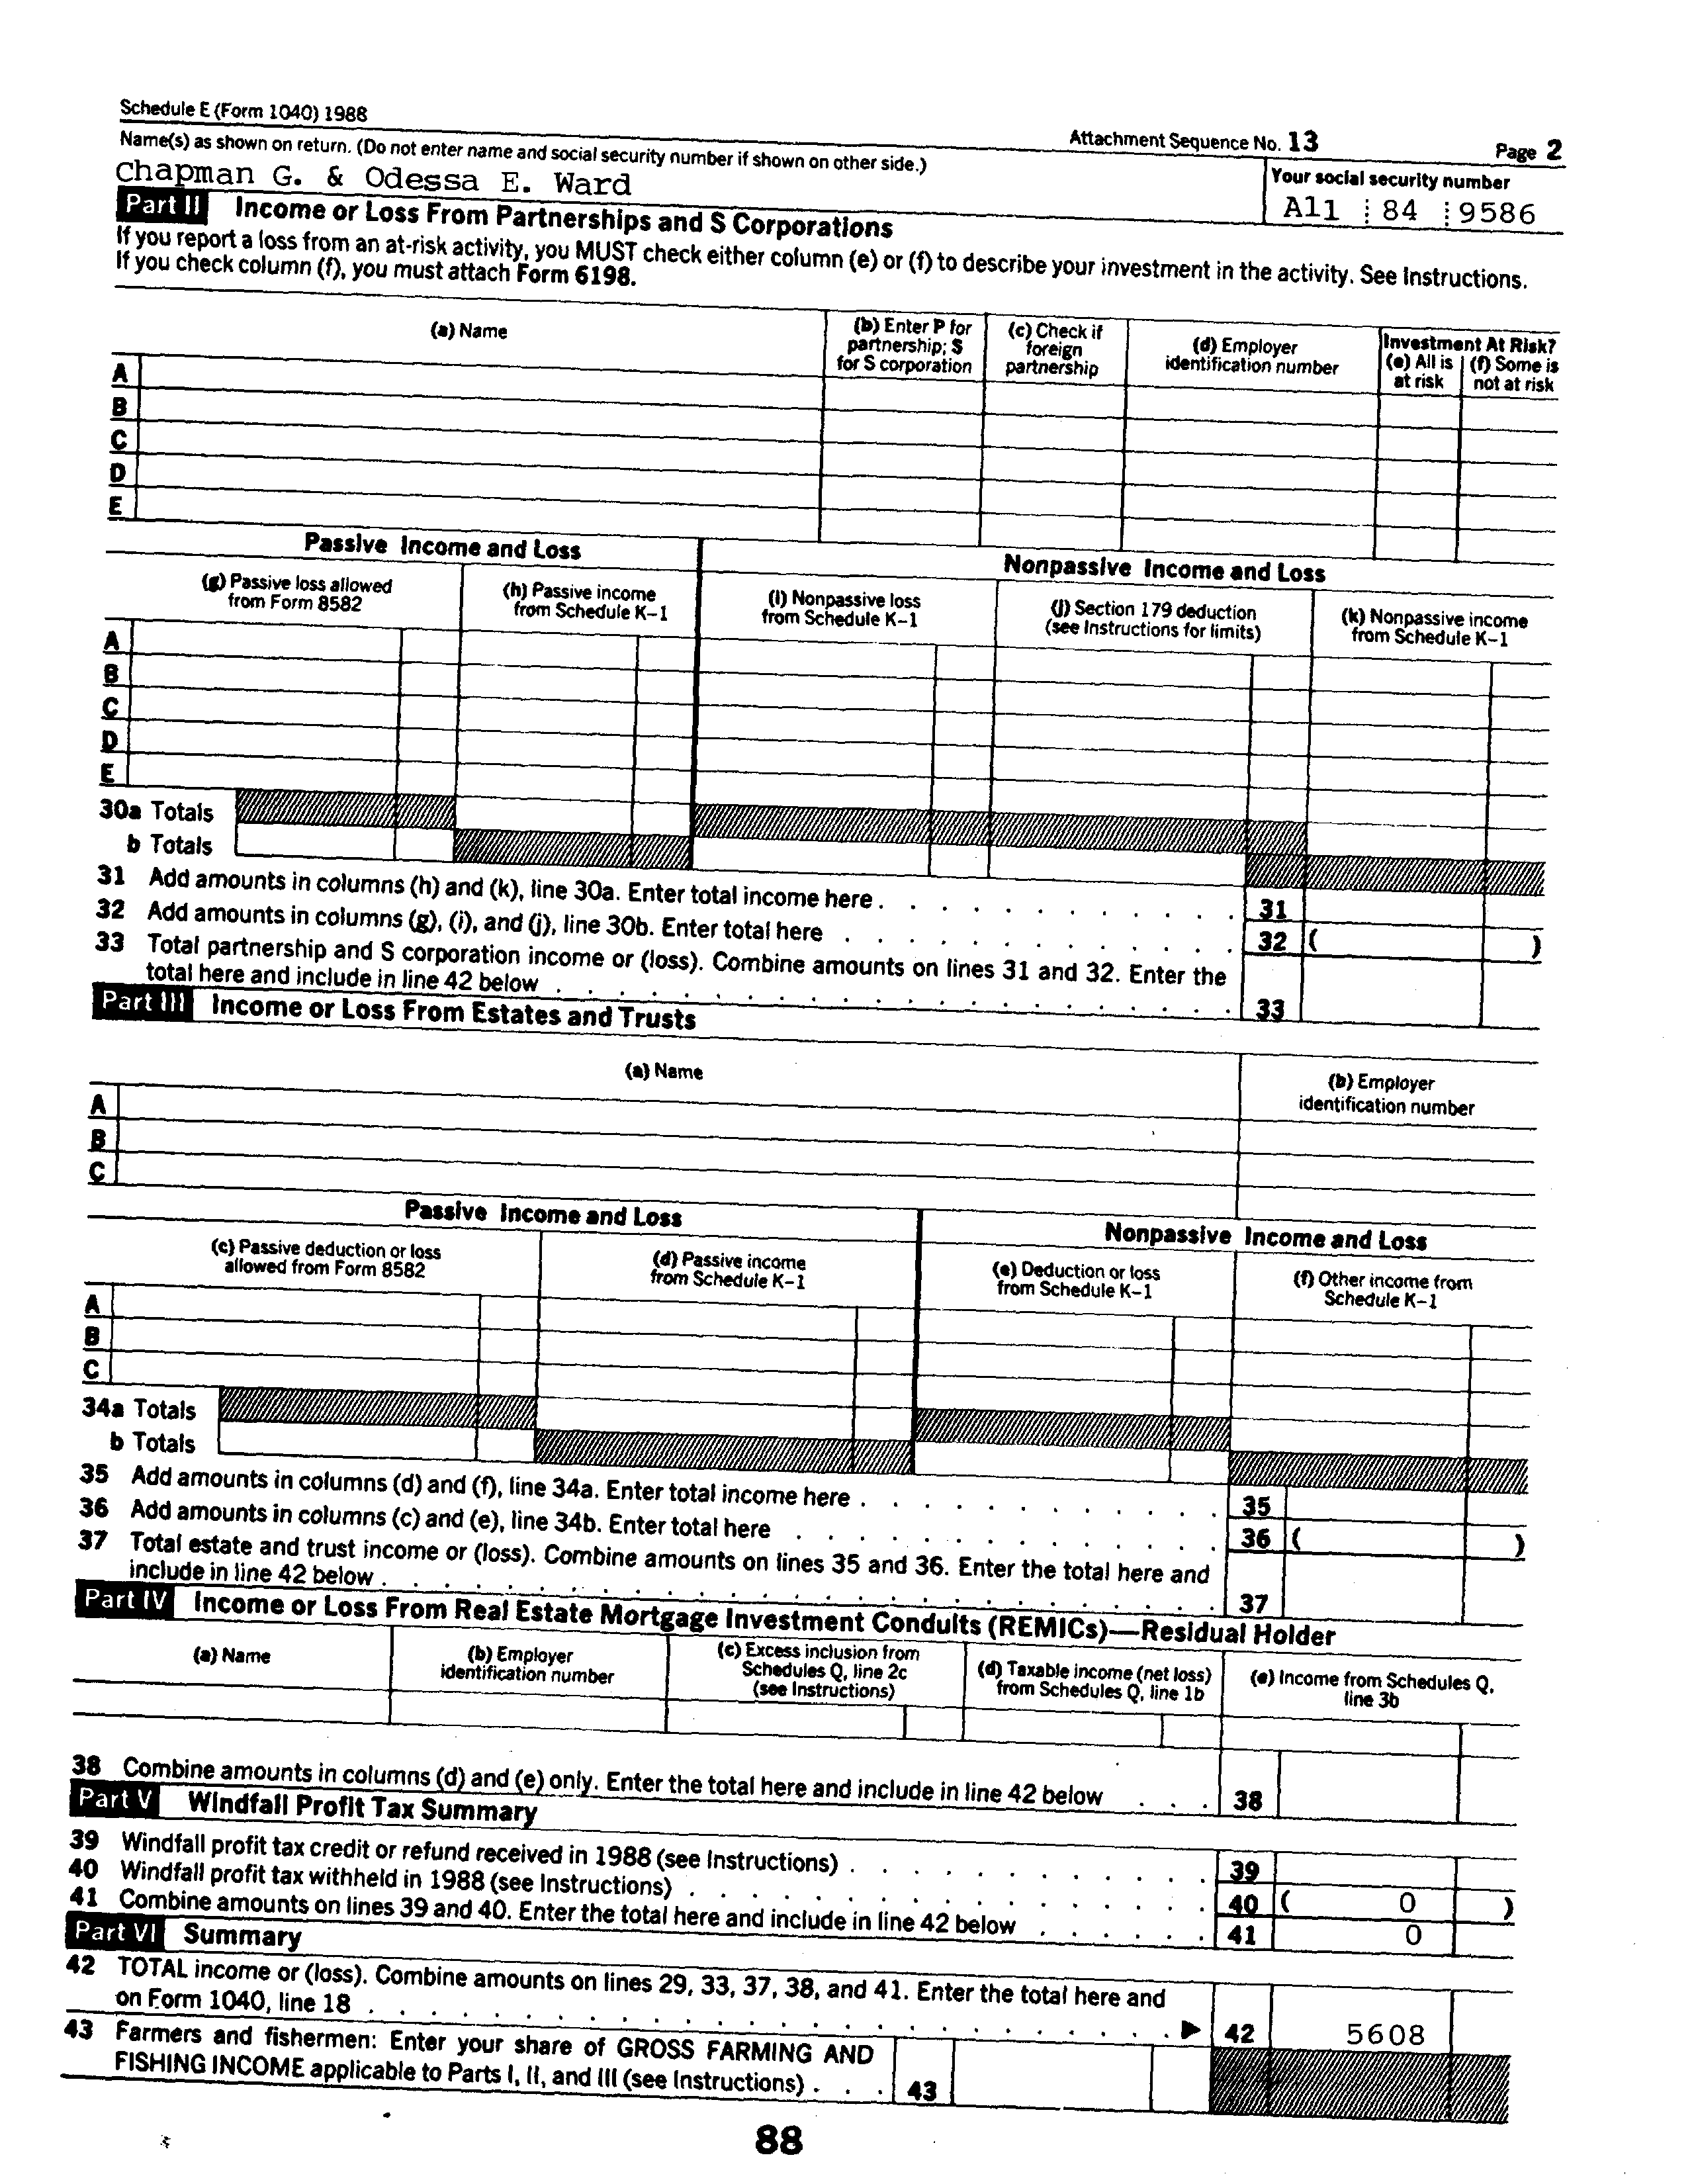 Schedule E (Form 1040) 1988
Attachment Sequence No. 13
Page 2
Name(s) as shown on return. (Do not enter name and social security number if shown on other side.)
Your social security number
Chapman G. & Odessa E. Ward
A11 84 9586
Part II Income or Loss From Partnerships and S Corporations
If you report a loss from an at-risk activity, you MUST check either column (e) or (f) to describe your investment in the activity. See Instructions.
If you check column (f), you must attach Form 6198.
(a) Name
(b) Enter P for partnership; S for S corporation
(c) Check if foreign partnership
(d) Employer identification number
Investment At Risk?
(e) All is at risk
(f) Some is not at risk
A
B
C
D
E
Passive Income and Loss
Nonpassive Income and Loss
(g) Passive loss allowed from Form 8582
(h) Passive income from Schedule K-1
(i) Nonpassive loss from Schedule K-1
(j) Section 179 deduction (see Instructions for limits)
(k) Nonpassive income from Schedule K-1
A
B
C
D
E
30a Totals
b Totals
31 Add amounts in columns (h) and (k), line 30a. Enter total income here . . . . . . . . . . . 31
32 Add amounts in columns (g), (i), and (j), line 30b. Enter total here . . . . . . . . . . . . 32 ( )
33 Total partnership and S corporation income or (loss). Combine amounts on lines 31 and 32. Enter the
total here and include in line 42 below . . . . . . . . . . . . . . . . . . . . . 33
Part III Income or Loss From Estates and Trusts
(a) Name
(b) Employer identification number
A
B
C
Passive Income and Loss
Nonpassive Income and Loss
(c) Passive deduction or loss allowed from Form 8582
(d) Passive income from Schedule K-1
(e) Deduction or loss from Schedule K-1
(f) Other income from Schedule K-1
A
B
C
34a Totals
b Totals
35 Add amounts in columns (d) and (f), line 34a. Enter total income here . . . . . . . . . . . 35
36 Add amounts in columns (c) and (e), line 34b. Enter total here . . . . . . . . . . . . . 36 ( )
37 Total estate and trust income or (loss). Combine amounts on lines 35 and 36. Enter the total here and
include in line 42 below . . . . . . . . . . . . . . . . . . . . . . . . . 37
Part IV Income or Loss From Real Estate Mortgage Investment Conduits (REMICs)—Residual Holder
(a) Name
(b) Employer identification number
(c) Excess inclusion from Schedules Q, line 2c (see Instructions)
(d) Taxable income (net loss) from Schedules Q, line 1b
(e) Income from Schedules Q, line 3b
38 Combine amounts in columns (d) and (e) only. Enter the total here and include in line 42 below . . . 38
Part V Windfall Profit Tax Summary
39 Windfall profit tax credit or refund received in 1988 (see Instructions) . . . . . . . . . . . 39
40 Windfall profit tax withheld in 1988 (see Instructions) . . . . . . . . . . . . . . . . 40 ( 0 )
41 Combine amounts on lines 39 and 40. Enter the total here and include in line 42 below . . . . . . 41 0
Part VI Summary
42 TOTAL income or (loss). Combine amounts on lines 29, 33, 37, 38, and 41. Enter the total here and
on Form 1040, line 18 . . . . . . . . . . . . . . . . . . . . . . . . . ▶ 42 5608
43 Farmers and fishermen: Enter your share of GROSS FARMING AND
FISHING INCOME applicable to Parts I, II, and III (see Instructions) . . . 43
88